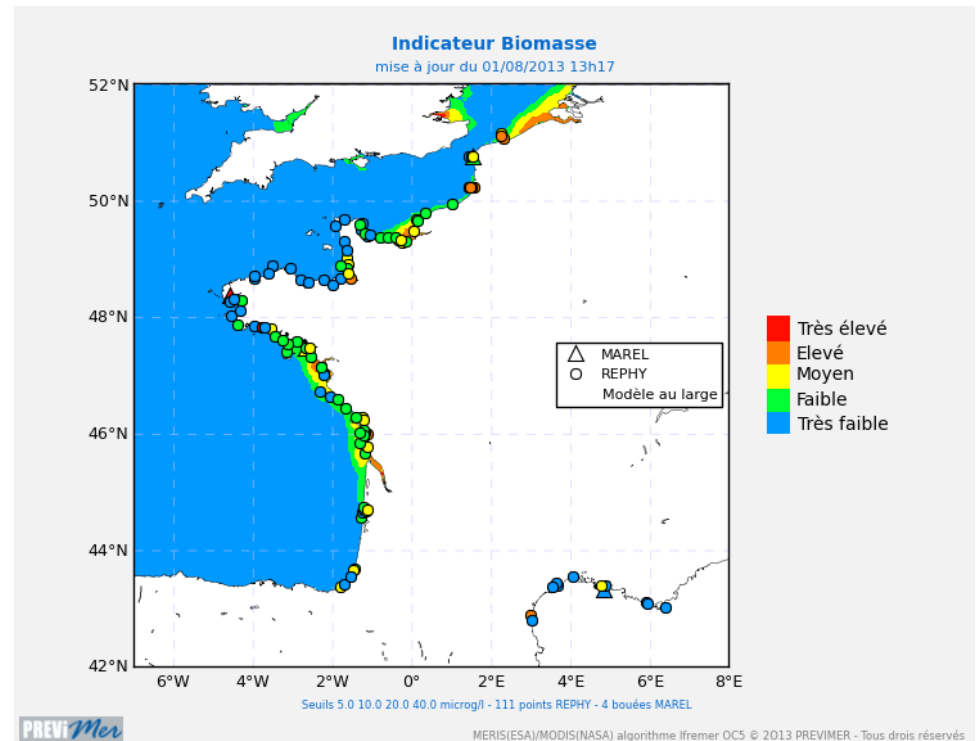 Indicateur Biomasse
mise à jour du 01/08/2013 13h17
52°N
50°N
48°N
46°N
44°N
42°N
6°W 4°W 2°W 0°E 2°E 4°E 6°E 8°E
MAREL
REPHY
Modèle au large
Très élevé
Elevé
Moyen
Faible
Très faible
Seuils 5.0 10.0 20.0 40.0 microg/l - 111 points REPHY - 4 bouées MAREL
PREViMer
MERIS(ESA)/MODIS(NASA) algorithme Ifremer OC5 © 2013 PREVIMER - Tous drois réservés